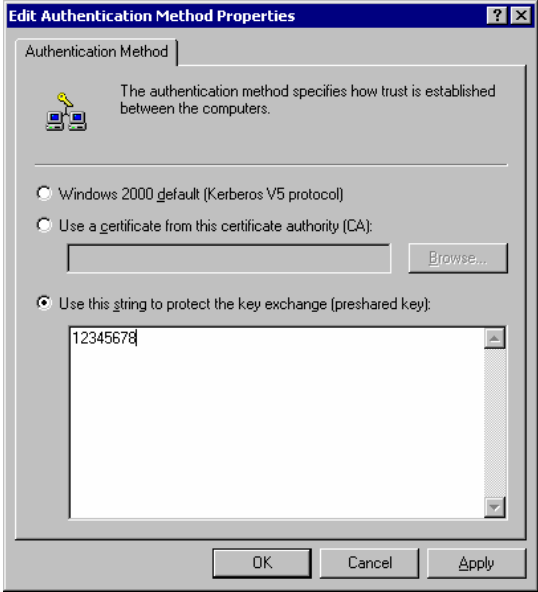 Edit Authentication Method Properties
Authentication Method
The authentication method specifies how trust is established
between the computers.
Windows 2000 default (Kerberos V5 protocol)
Use a certificate from this certificate authority (CA):
Browse...
Use this string to protect the key exchange (preshared key):
12345678
OK Cancel Apply